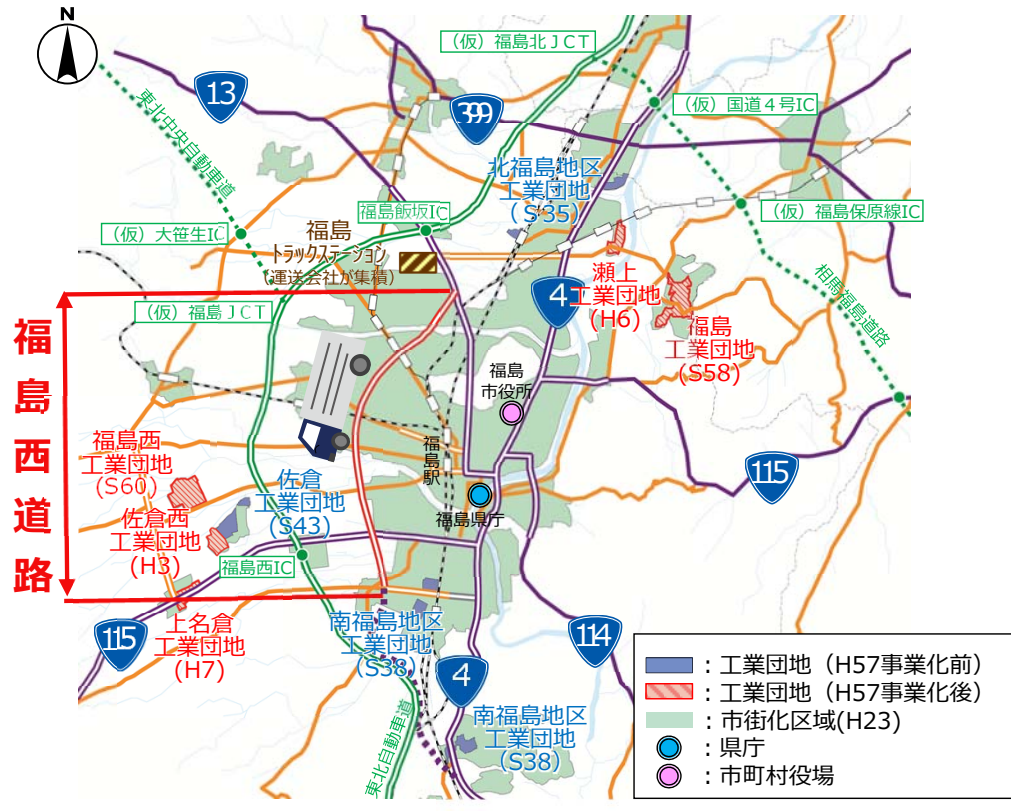 N
(仮)福島北JCT
13
399
(仮)国道4号IC
東北中央自動車道
北福島地区
工業団地
(S35)
福島飯坂IC
(仮)福島保原線IC
(仮)大笹生IC
福島
トラックステーション
(運送会社が集積)
瀬上
工業団地
(H6)
4
相馬福島道路
(仮)福島JCT
福島
工業団地
(S58)
福島西道路
福島
市役所
福島西
工業団地
(S60)
福島駅
115
佐倉
工業団地
(S43)
佐倉西
工業団地
(H3)
福島県庁
福島西IC
115
上名倉
工業団地
(H7)
南福島地区
工業団地
(S38)
114
4
東北自動車道
南福島地区
工業団地
(S38)
:工業団地(H57事業化前)
:工業団地(H57事業化後)
:市街化区域(H23)
:県庁
:市町村役場